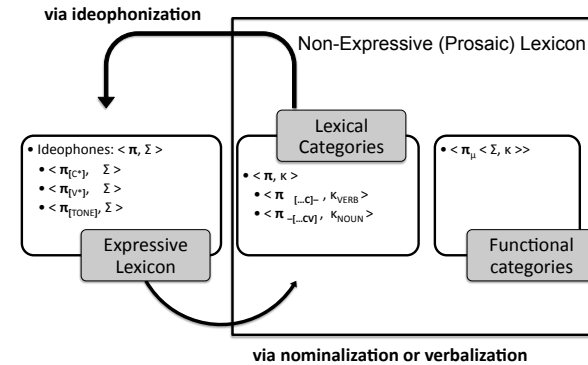 via ideophonization
Non-Expressive (Prosaic) Lexicon
Lexical
Categories
• Ideophones: < π, Σ >
• < π[C*], Σ >
• < π[V*], Σ >
• < π[TONE], Σ >
Expressive
Lexicon
• < π, κ >
• < π [...C]– , κVERB >
• < π –[...CV] , κNOUN >
• < πμ < Σ, κ >>
Functional
categories
via nominalization or verbalization